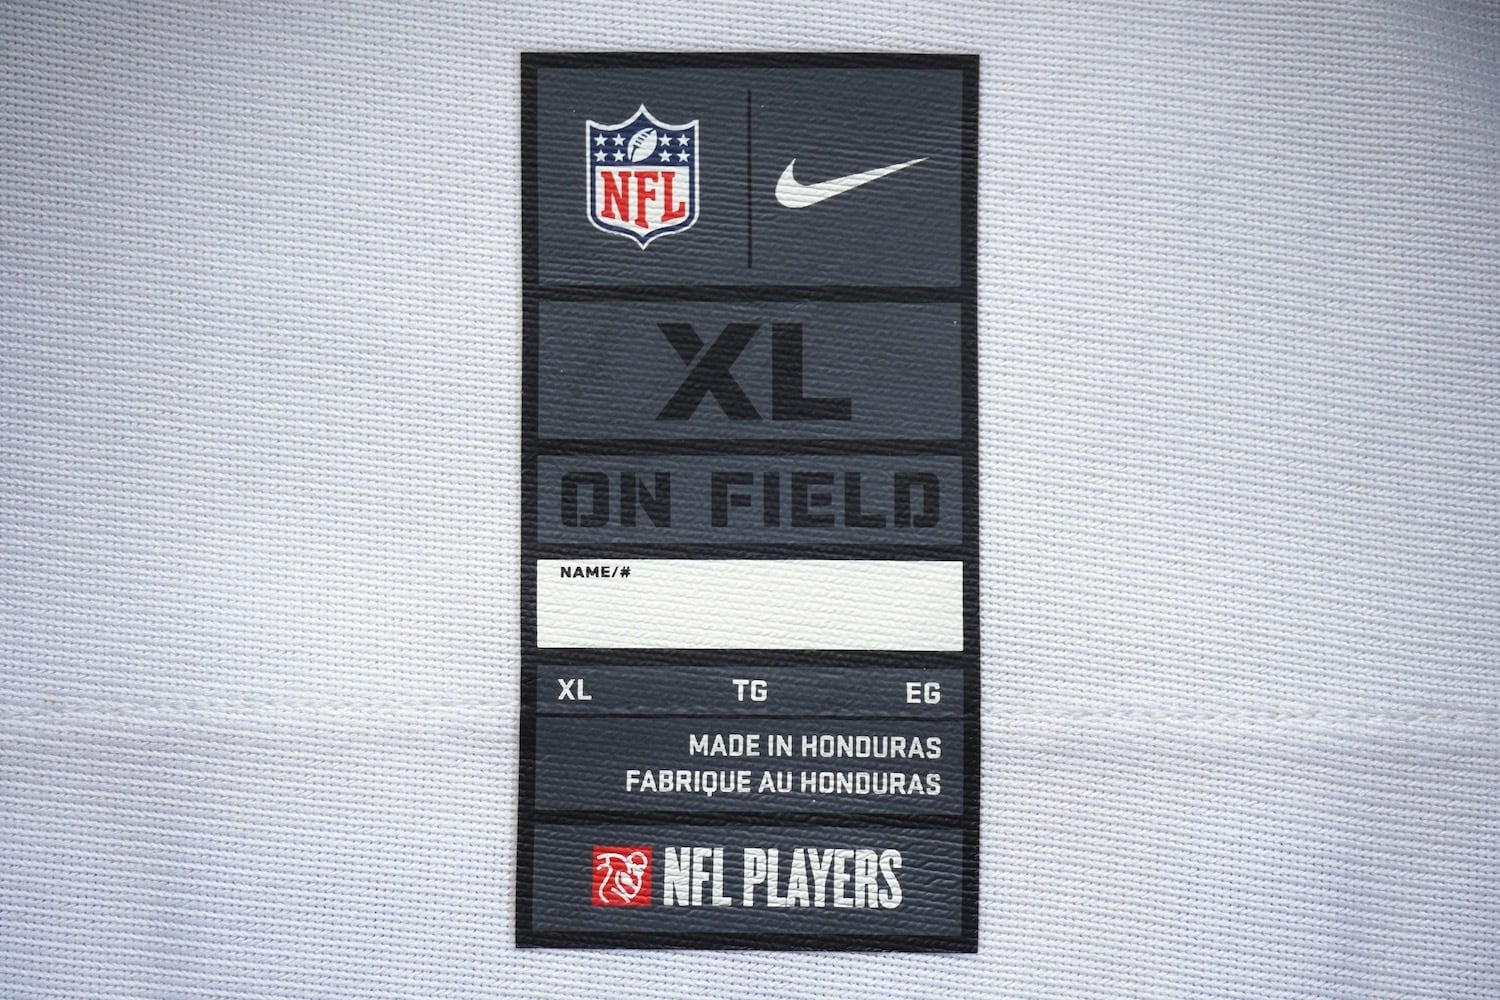 NFL
XL
ON FIELD
NAME/#
XL TG EG
MADE IN HONDURAS
FABRIQUE AU HONDURAS
NFL PLAYERS